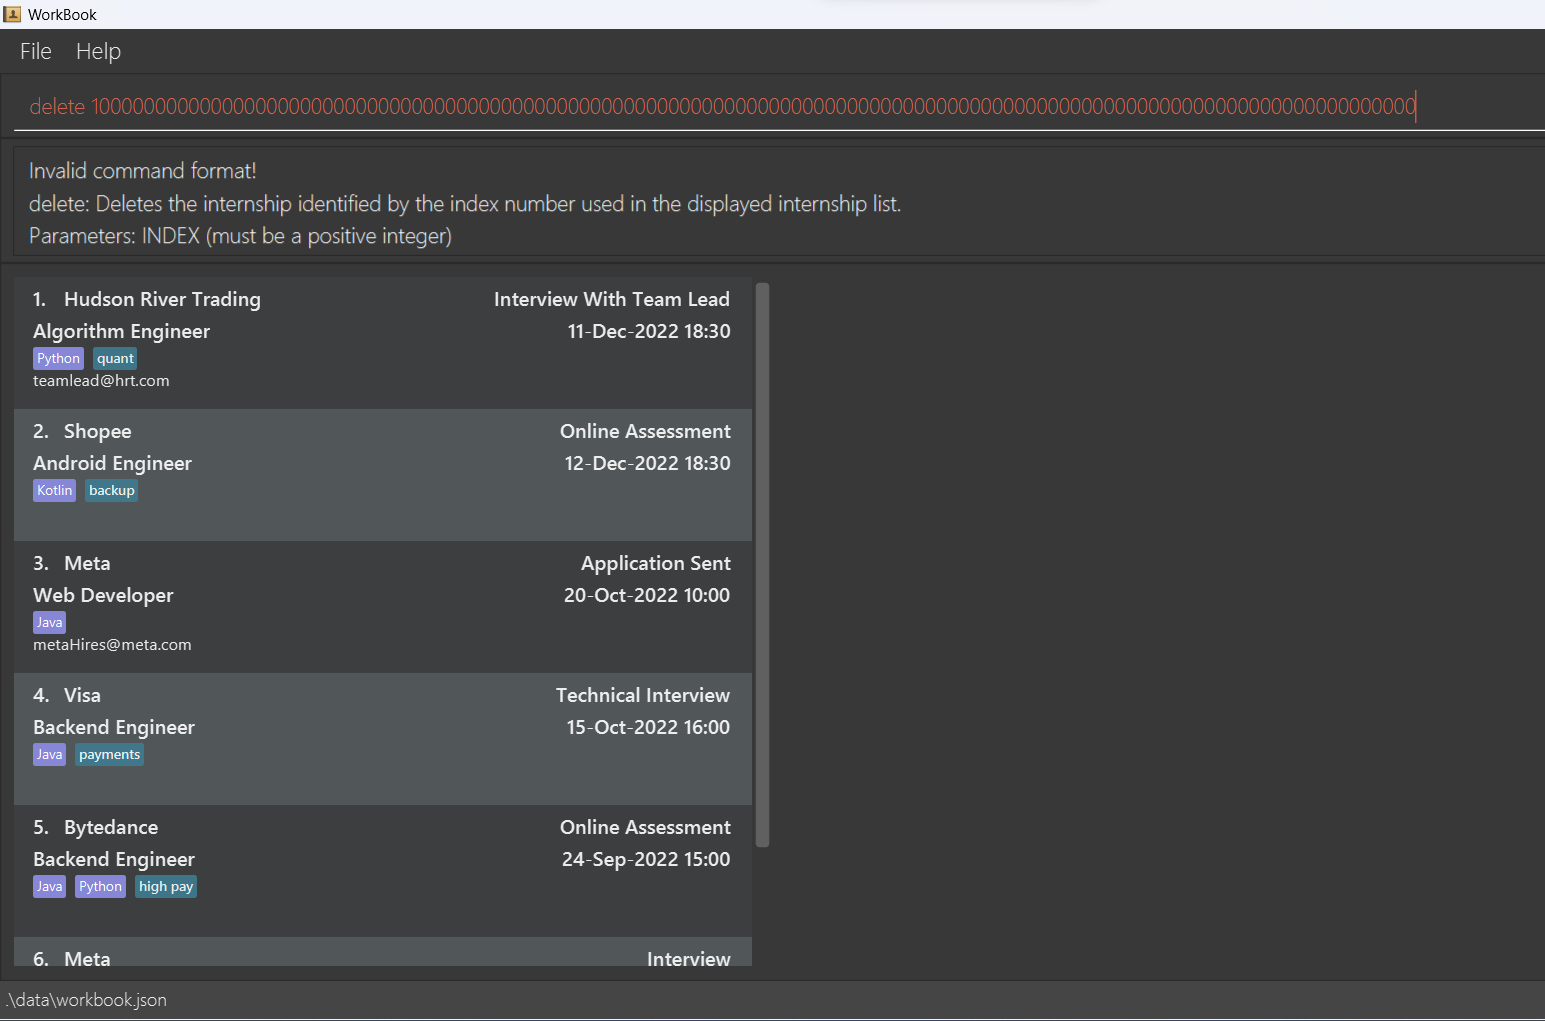 WorkBook
File Help
delete 1000000000000000000000000000000000000000000000000000000000000000000000000000000000000000000000000000000000000000000000
Invalid command format!
delete: Deletes the internship identified by the index number used in the displayed internship list.
Parameters: INDEX (must be a positive integer)
1. Hudson River Trading Interview With Team Lead
Algorithm Engineer 11-Dec-2022 18:30
Python quant
teamlead@hrt.com
2. Shopee Online Assessment
Android Engineer 12-Dec-2022 18:30
Kotlin backup
3. Meta Application Sent
Web Developer 20-Oct-2022 10:00
Java
metaHires@meta.com
4. Visa Technical Interview
Backend Engineer 15-Oct-2022 16:00
Java payments
5. Bytedance Online Assessment
Backend Engineer 24-Sep-2022 15:00
Java Python high pay
6. Meta Interview
.\data\workbook.json